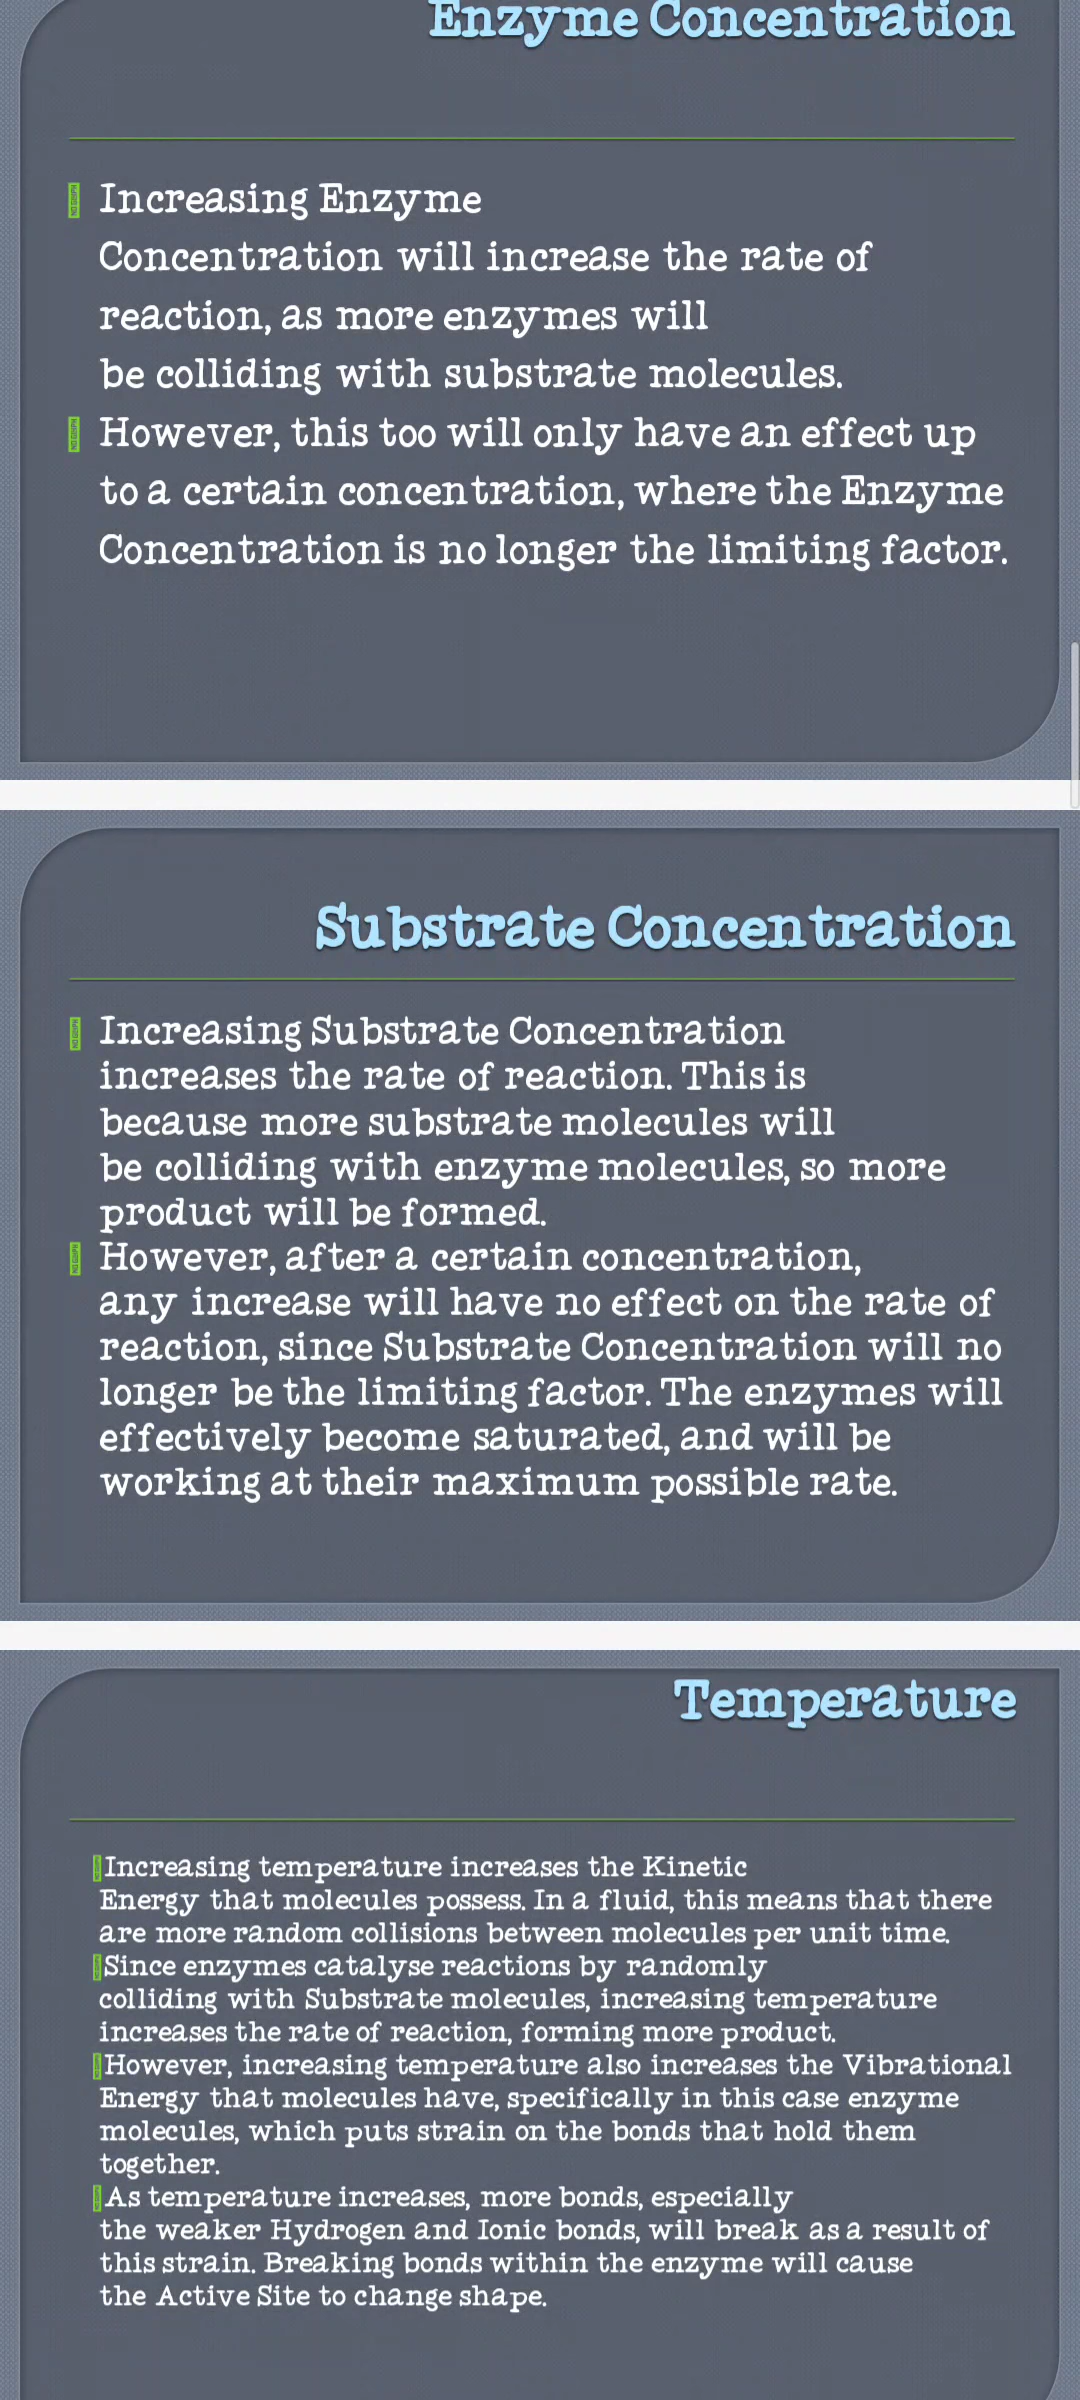 Enzyme Concentration
Increasing Enzyme
Concentration will increase the rate of
reaction, as more enzymes will
be colliding with substrate molecules.
However, this too will only have an effect up
to a certain concentration, where the Enzyme
Concentration is no longer the limiting factor.
Substrate Concentration
Increasing Substrate Concentration
increases the rate of reaction. This is
because more substrate molecules will
be colliding with enzyme molecules, so more
product will be formed.
However, after a certain concentration,
any increase will have no effect on the rate of
reaction, since Substrate Concentration will no
longer be the limiting factor. The enzymes will
effectively become saturated, and will be
working at their maximum possible rate.
Temperature
Increasing temperature increases the Kinetic
Energy that molecules possess. In a fluid, this means that there
are more random collisions between molecules per unit time.
Since enzymes catalyse reactions by randomly
colliding with Substrate molecules, increasing temperature
increases the rate of reaction, forming more product.
However, increasing temperature also increases the Vibrational
Energy that molecules have, specifically in this case enzyme
molecules, which puts strain on the bonds that hold them
together.
As temperature increases, more bonds, especially
the weaker Hydrogen and Ionic bonds, will break as a result of
this strain. Breaking bonds within the enzyme will cause
the Active Site to change shape.